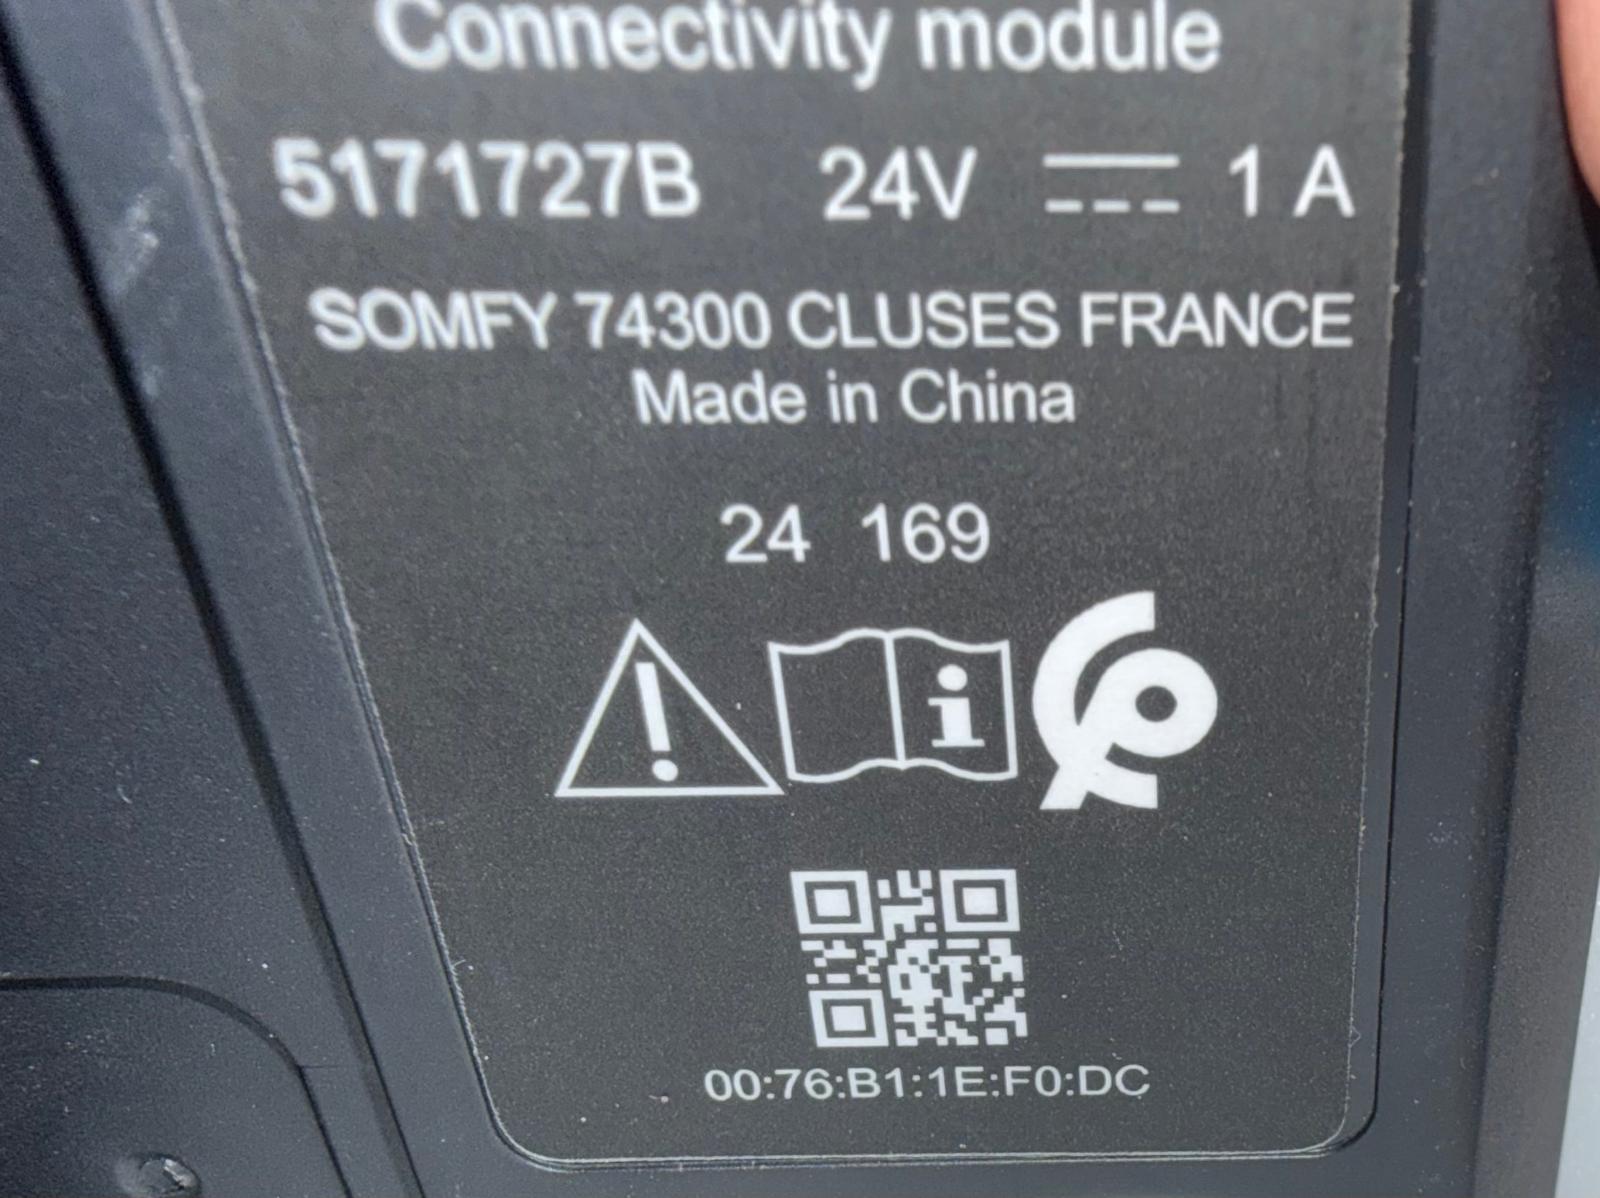 Connectivity module
5171727B 24V 1 A
SOMFY 74300 CLUSES FRANCE
Made in China
24 169
00:76:B1:1E:F0:DC